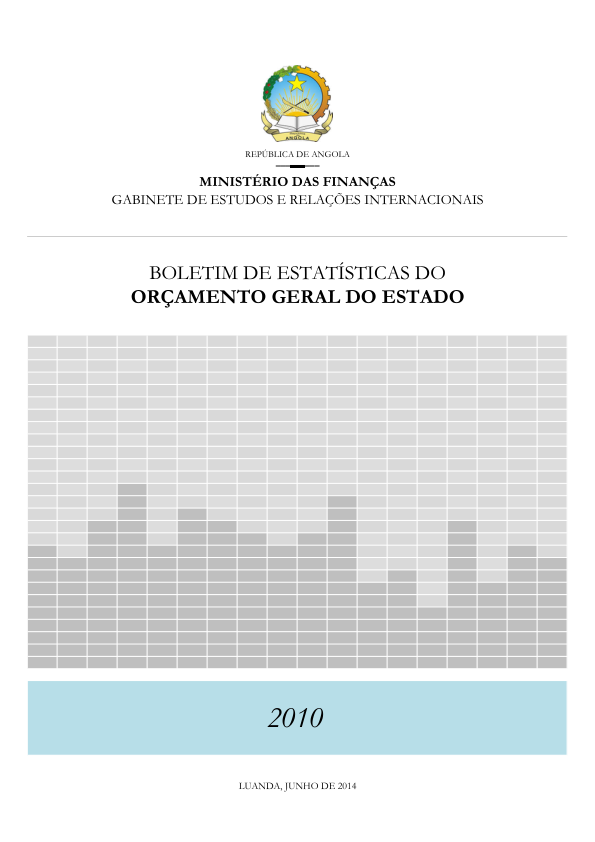 ANGOLA
REPÚBLICA DE ANGOLA
MINISTÉRIO DAS FINANÇAS
GABINETE DE ESTUDOS E RELAÇÕES INTERNACIONAIS
BOLETIM DE ESTATÍSTICAS DO
ORÇAMENTO GERAL DO ESTADO
2010
LUANDA, JUNHO DE 2014